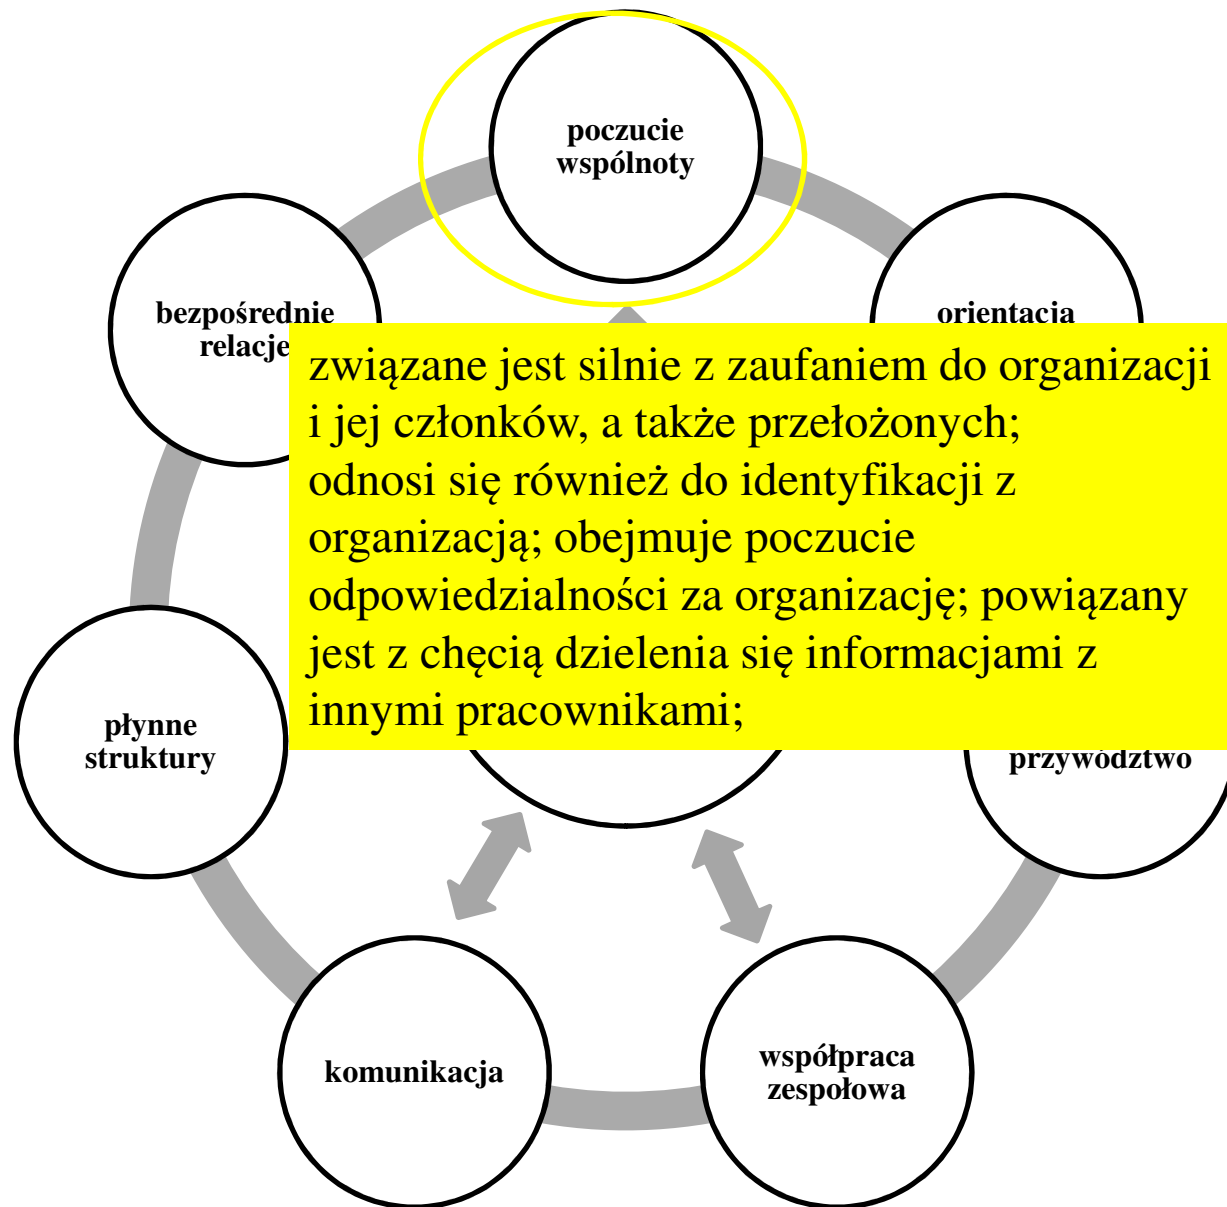 poczucie
wspólnoty
bezpośrednie
relacje
orientacja
związane jest silnie z zaufaniem do organizacji
i jej członków, a także przełożonych;
odnosi się również do identyfikacji z
organizacją; obejmuje poczucie
odpowiedzialności za organizację; powiązany
jest z chęcią dzielenia się informacjami z
innymi pracownikami;
płynne
struktury
przywództwo
komunikacja
współpraca
zespołowa